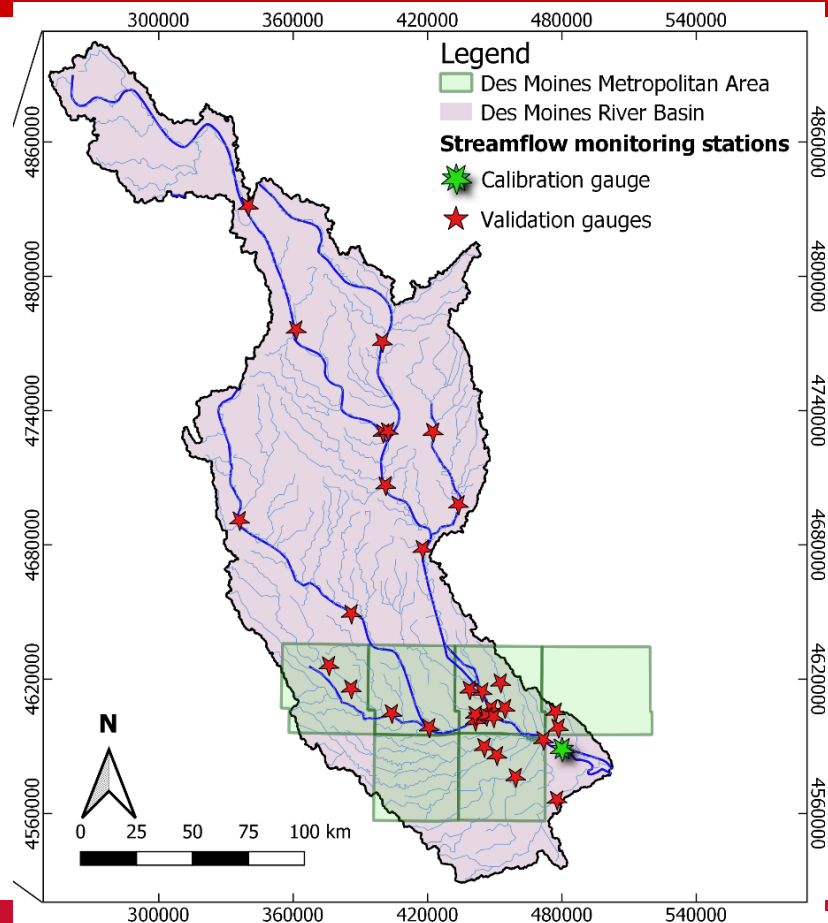 300000 360000 420000 480000 540000
Legend
Des Moines Metropolitan Area
Des Moines River Basin
Streamflow monitoring stations
Calibration gauge
Validation gauges
4860000 4860000
4800000 4800000
4740000 4740000
4680000 4680000
4620000 4620000
4560000 4560000
N
0 25 50 75 100 km
300000 360000 420000 480000 540000